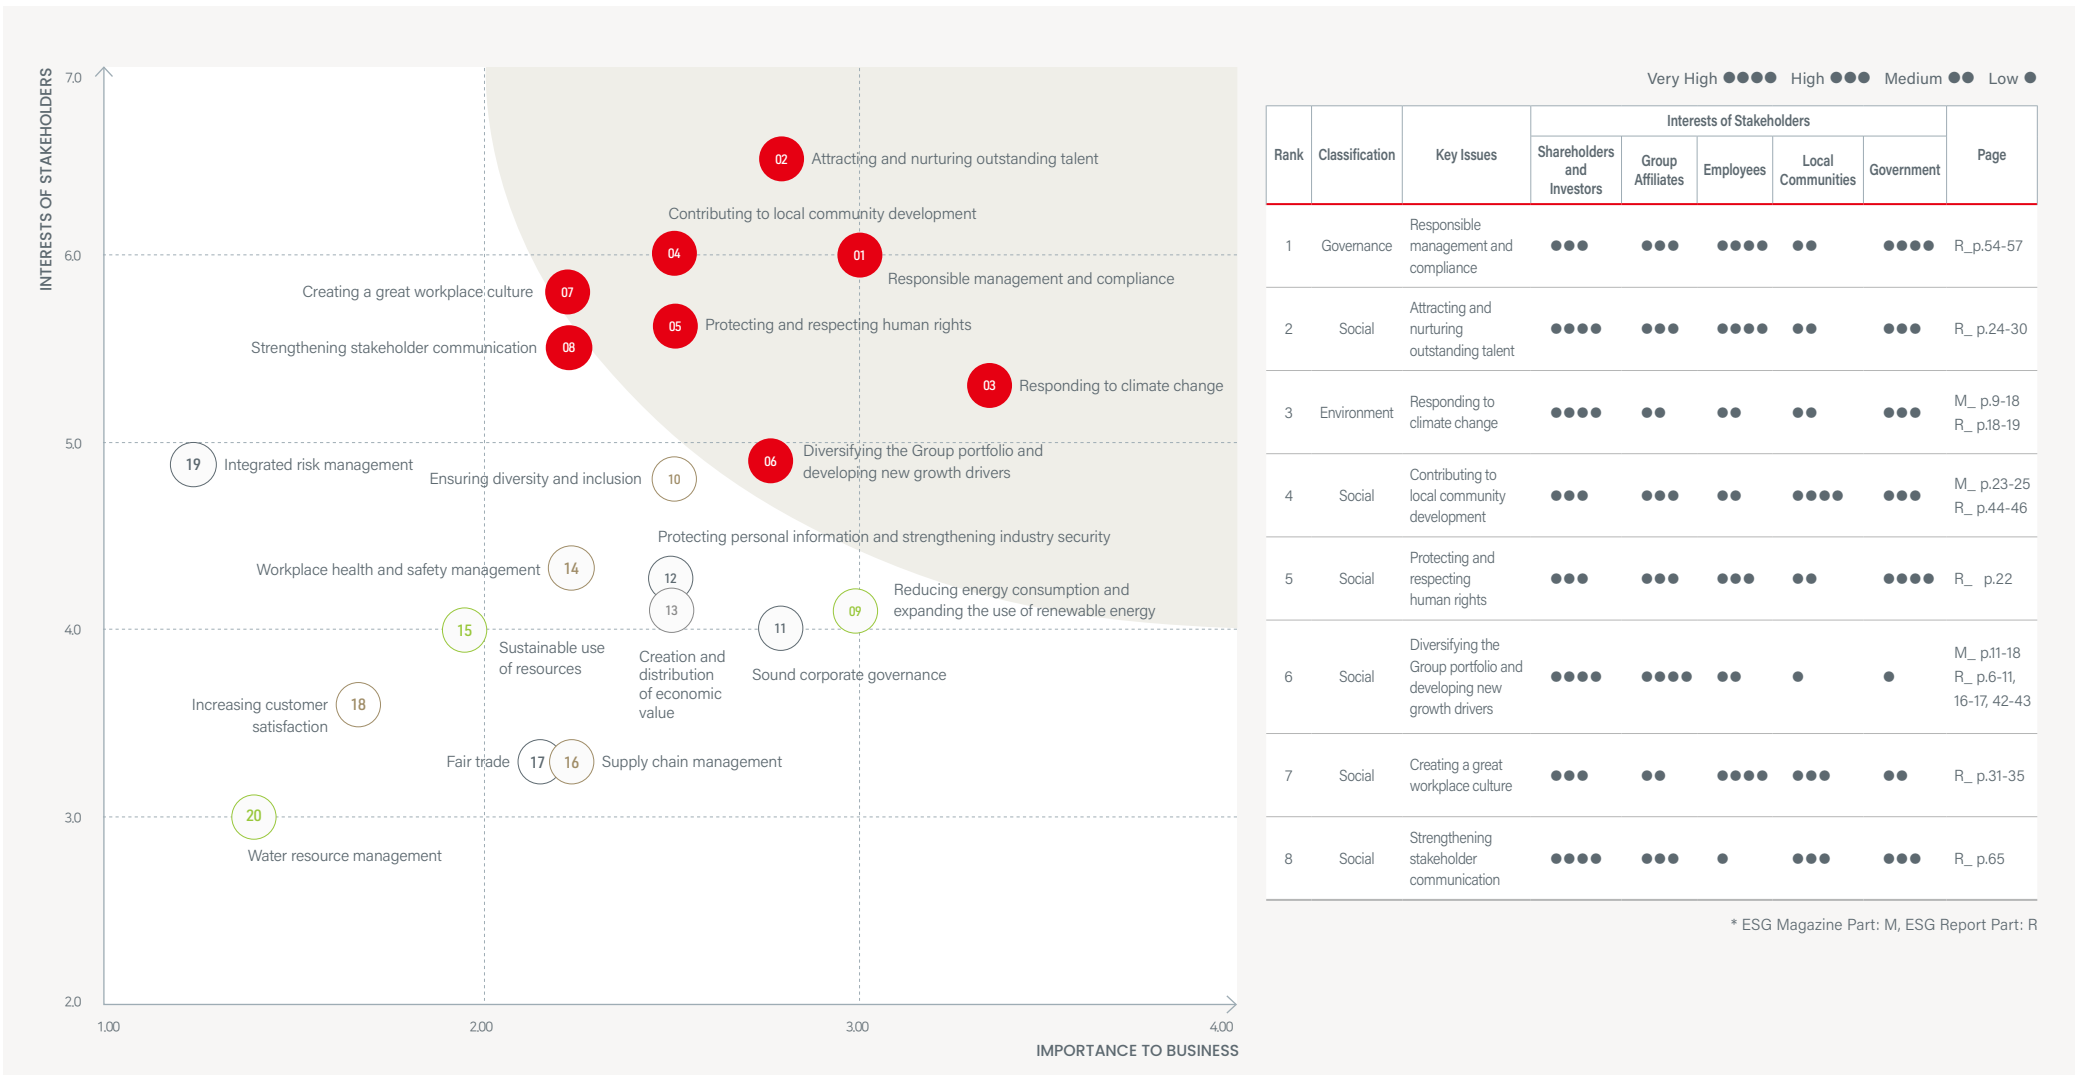 INTERESTS OF STAKEHOLDERS
7.0
6.0
5.0
4.0
3.0
2.0
1.00
2.00
3.00
4.00
IMPORTANCE TO BUSINESS
02
Attracting and nurturing outstanding talent
Contributing to local community development
04
01
Responsible management and compliance
Creating a great workplace culture
07
05
Protecting and respecting human rights
Strengthening stakeholder communication
08
03
Responding to climate change
06
Diversifying the Group portfolio and
developing new growth drivers
19
Integrated risk management
Ensuring diversity and inclusion
10
Protecting personal information and strengthening industry security
Workplace health and safety management
14
12
13
Reducing energy consumption and
expanding the use of renewable energy
09
11
15
Sustainable use
of resources
Creation and
distribution
of economic
value
Sound corporate governance
Increasing customer
satisfaction
18
Fair trade
17
16
Supply chain management
20
Water resource management
Very High ●●●● High ●●● Medium ●● Low ●
Rank
Classification
Key Issues
Interests of Stakeholders
Shareholders
and
Investors
Group
Affiliates
Employees
Local
Communities
Government
Page
1
Governance
Responsible
management and
compliance
●●●
●●●
●●●●
●●
●●●●
R_p.54-57
2
Social
Attracting and
nurturing
outstanding talent
●●●●
●●●
●●●●
●●
●●●
R_ p.24-30
3
Environment
Responding to
climate change
●●●●
●●
●●
●●
●●●
M_ p.9-18
R_ p.18-19
4
Social
Contributing to
local community
development
●●●
●●●
●●
●●●●
●●●
M_ p.23-25
R_ p.44-46
5
Social
Protecting and
respecting
human rights
●●●
●●●
●●●
●●
●●●●
R_ p.22
6
Social
Diversifying the
Group portfolio and
developing new
growth drivers
●●●●
●●●●
●●
●
●
M_ p.11-18
R_ p.6-11,
16-17, 42-43
7
Social
Creating a great
workplace culture
●●●
●●
●●●●
●●●
●●
R_ p.31-35
8
Social
Strengthening
stakeholder
communication
●●●●
●●●
●
●●●
●●●
R_ p.65
* ESG Magazine Part: M, ESG Report Part: R